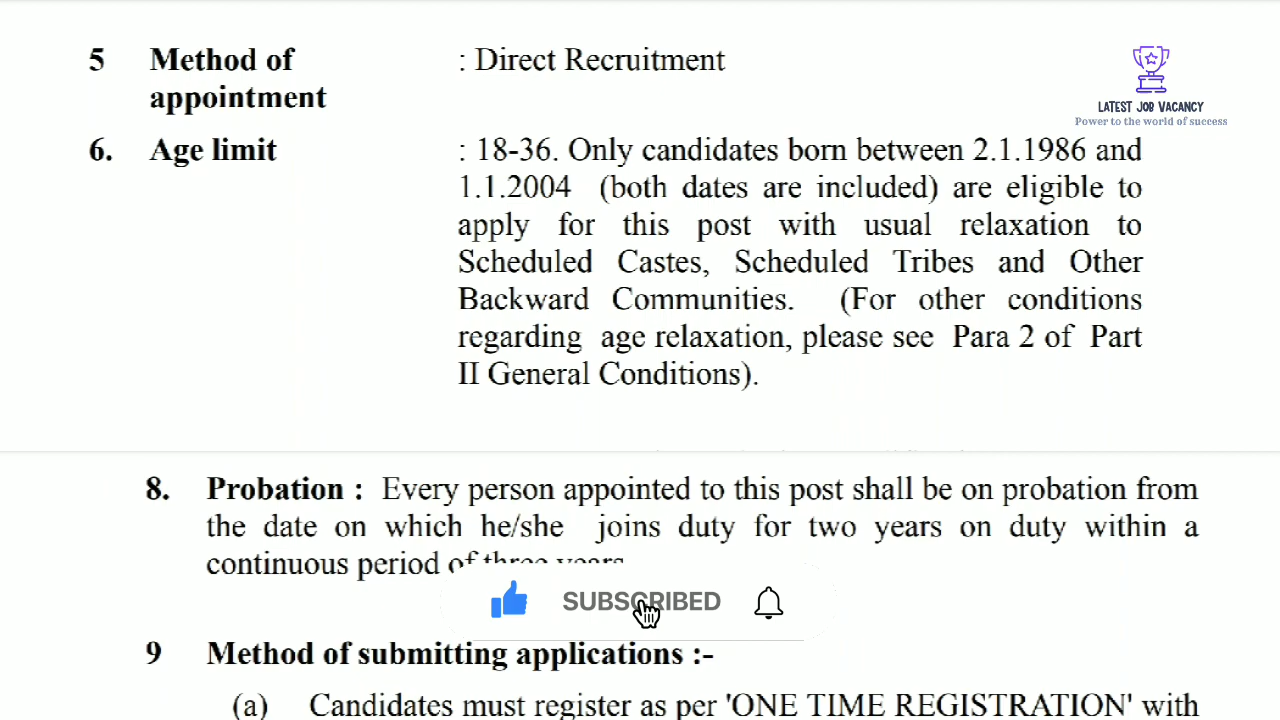 5 Method of appointment : Direct Recruitment
LATEST JOB VACANCY
Power to the world of success
6. Age limit : 18-36. Only candidates born between 2.1.1986 and
1.1.2004 (both dates are included) are eligible to
apply for this post with usual relaxation to
Scheduled Castes, Scheduled Tribes and Other
Backward Communities. (For other conditions
regarding age relaxation, please see Para 2 of Part
II General Conditions).
8. Probation : Every person appointed to this post shall be on probation from
the date on which he/she joins duty for two years on duty within a
continuous period of three years
SUBSCRIBED
9 Method of submitting applications :-
(a) Candidates must register as per 'ONE TIME REGISTRATION' with